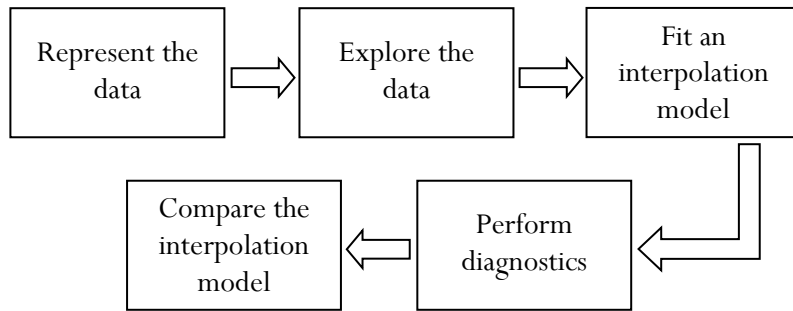 Represent the
data
Explore the
data
Fit an
interpolation
model
Perform
diagnostics
Compare the
interpolation
model